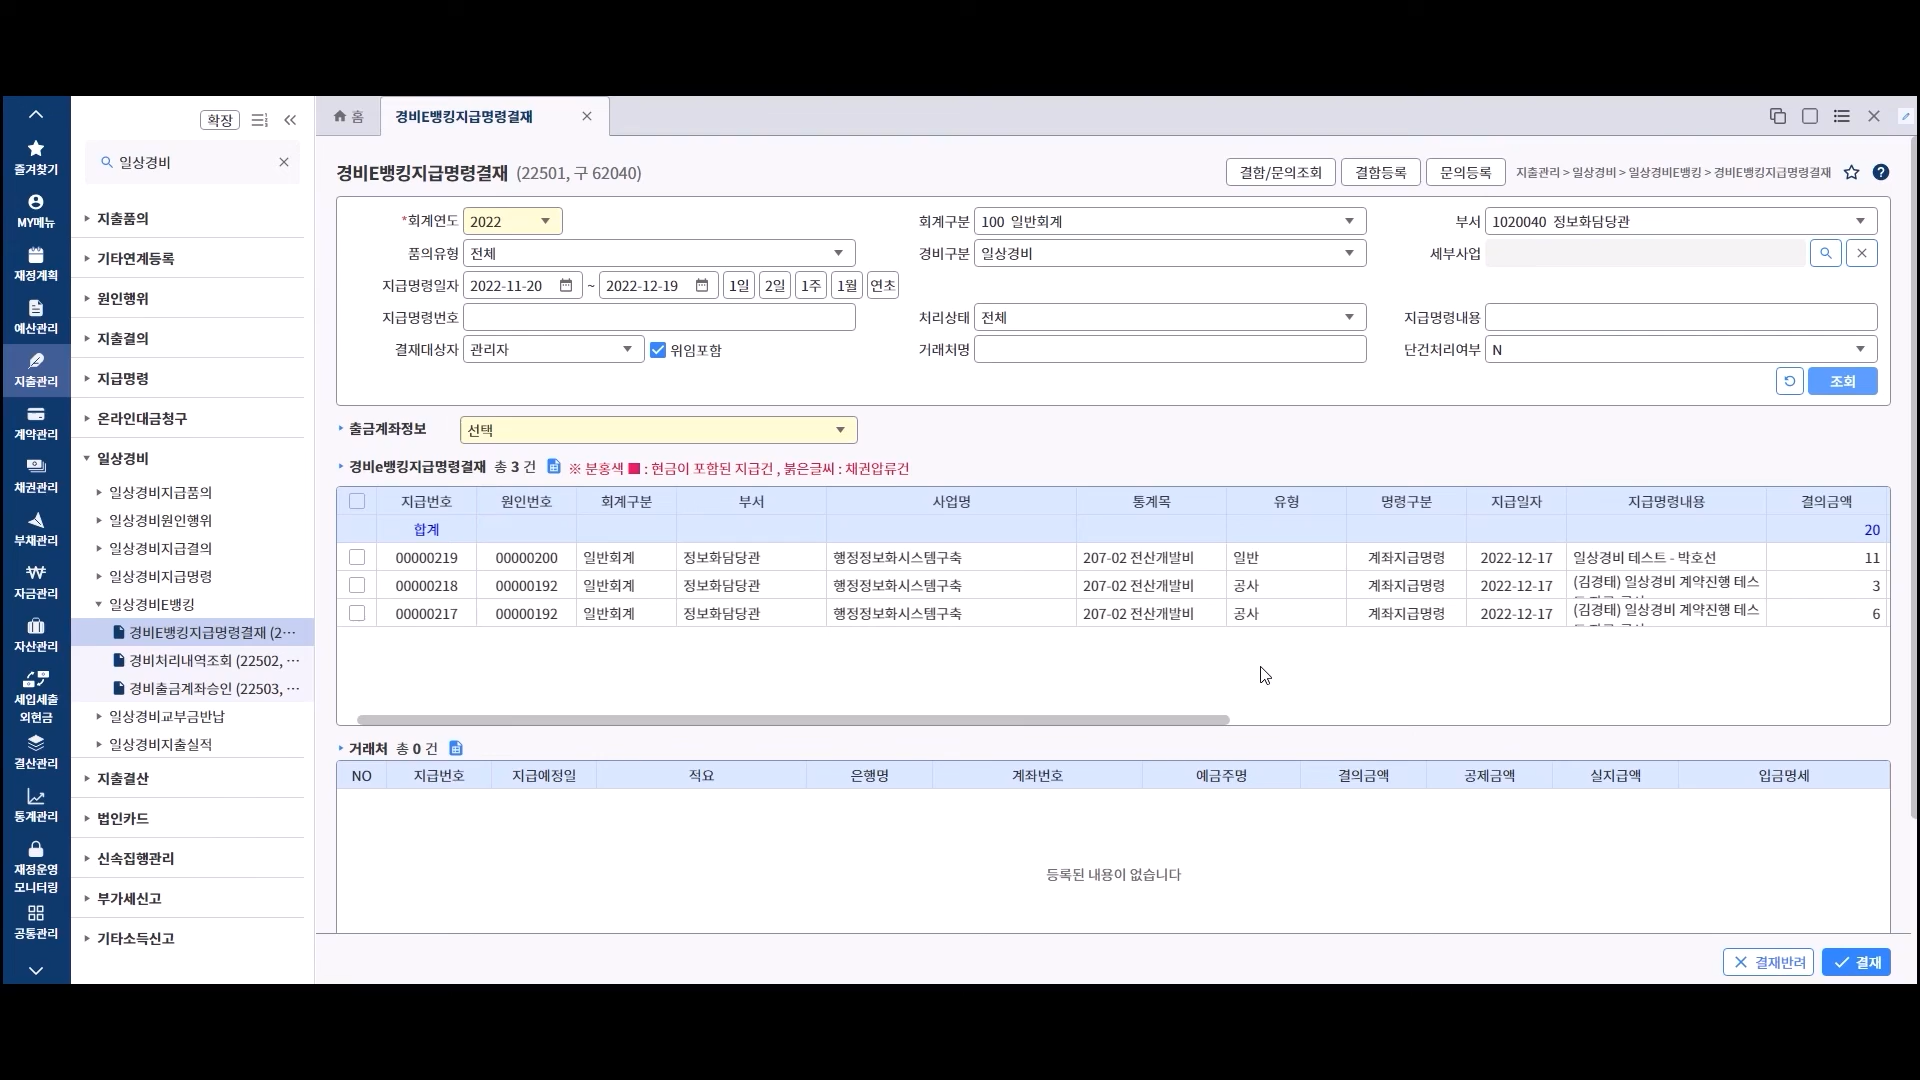 확장
즐겨찾기
MY메뉴
재정계획
예산관리
지출관리
계약관리
채권관리
부채관리
자금관리
자산관리
세입세출
외현금
결산관리
통계관리
재정운영
모니터링
공통관리
일상경비
지출품의
기타연계등록
원인행위
지출결의
지급명령
온라인대금청구
일상경비
일상경비지급품의
일상경비원인행위
일상경비지급결의
일상경비지급명령
일상경비E뱅킹
경비E뱅킹지급명령결재 (2⋯
경비처리내역조회 (22502, ⋯
경비출금계좌승인 (22503, ⋯
일상경비교부금반납
일상경비지출실적
지출결산
법인카드
신속집행관리
부가세신고
기타소득신고
홈 경비E뱅킹지급명령결재
경비E뱅킹지급명령결재 (22501, 구 62040) 결합/문의조회 결함등록 문의등록 지출관리 > 일상경비 > 일상경비E뱅킹 > 경비E뱅킹지급명령결재
*회계연도 2022 회계구분 100 일반회계 부서 1020040 정보화담당관
품의유형 전체 경비구분 일상경비 세부사업
지급명령일자 2022-11-20 ~ 2022-12-19 1일 2일 1주 1월 연초
지급명령번호 처리상태 전체 지급명령내용
결재대상자 관리자 위임포함 거래처명 단건처리여부 N
조회
출금계좌정보 선택
경비e뱅킹지급명령결재 총 3 건 ※ 분홍색 ■ : 현금이 포함된 지급건 , 붉은글씨 : 채권압류건
지급번호 원인번호 회계구분 부서 사업명 통계목 유형 명령구분 지급일자 지급명령내용 결의금액
합계 20
00000219 00000200 일반회계 정보화담당관 행정정보화시스템구축 207-02 전산개발비 일반 계좌지급명령 2022-12-17 일상경비 테스트 - 박호선 11
00000218 00000192 일반회계 정보화담당관 행정정보화시스템구축 207-02 전산개발비 공사 계좌지급명령 2022-12-17 (김경태) 일상경비 계약진행 테스 3
00000217 00000192 일반회계 정보화담당관 행정정보화시스템구축 207-02 전산개발비 공사 계좌지급명령 2022-12-17 (김경태) 일상경비 계약진행 테스 6
거래처 총 0 건
NO 지급번호 지급예정일 적요 은행명 계좌번호 예금주명 결의금액 공제금액 실지급액 입금명세
등록된 내용이 없습니다
결재반려 결재